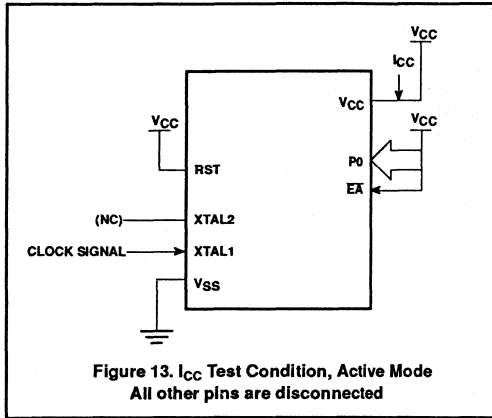 VCC
ICC
VCC
VCC
VCC
P0
RST
EA
(NC)
XTAL2
CLOCK SIGNAL
XTAL1
VSS
Figure 13. ICC Test Condition, Active Mode
All other pins are disconnected